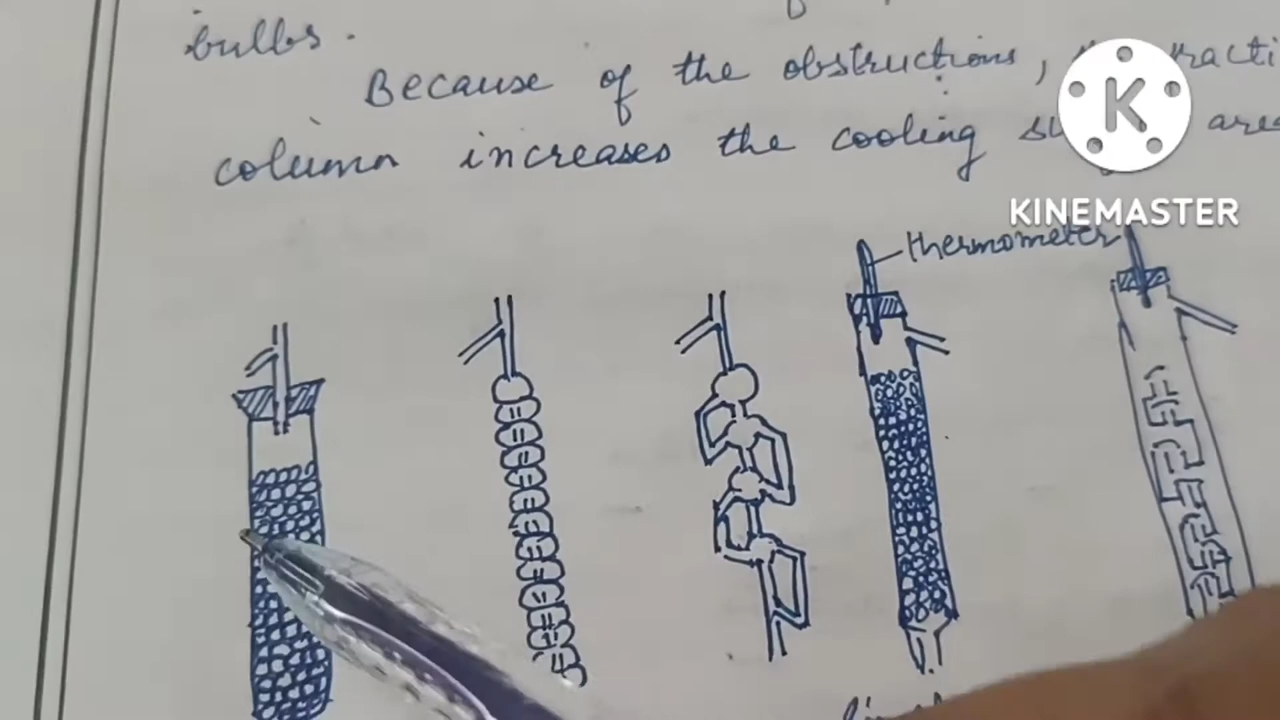 bulbs.
Because of the obstructions,
column increases the cooling
K
KINEMASTER
thermometer